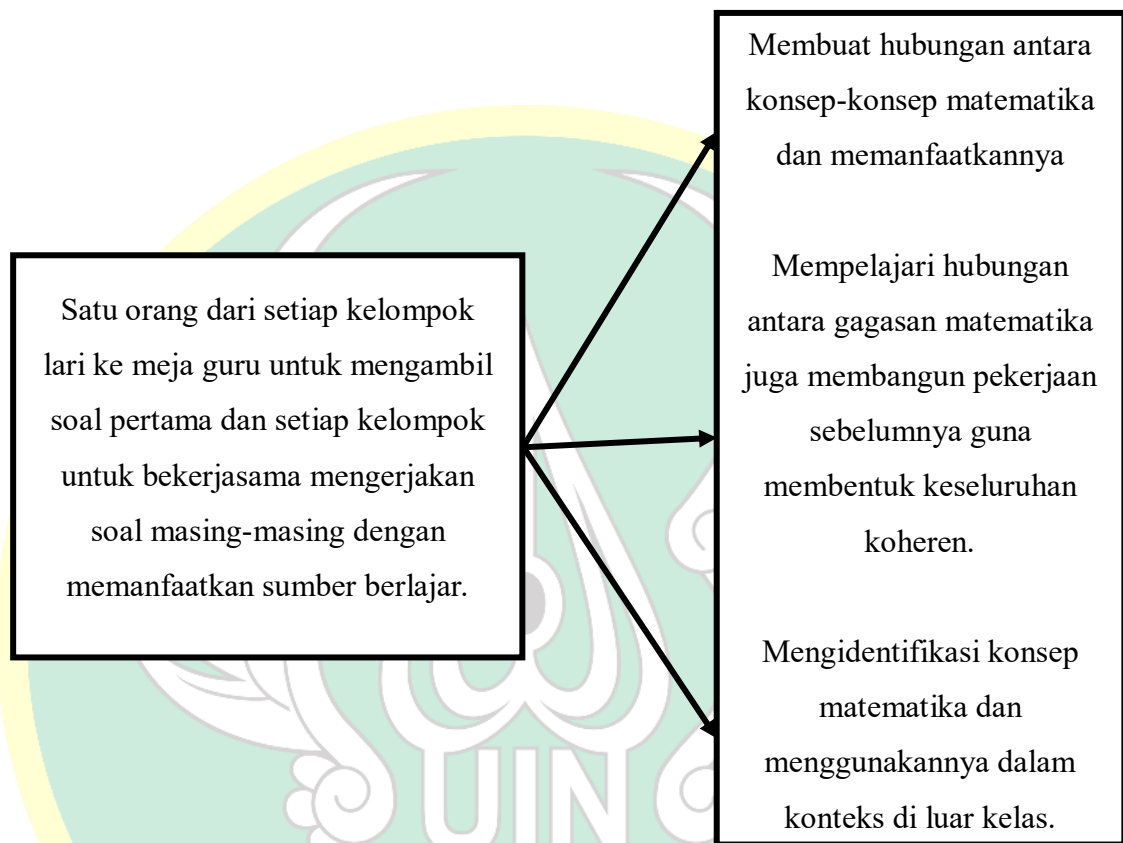 Satu orang dari setiap kelompok
lari ke meja guru untuk mengambil
soal pertama dan setiap kelompok
untuk bekerjasama mengerjakan
soal masing-masing dengan
memanfaatkan sumber berlajar.
Membuat hubungan antara
konsep-konsep matematika
dan memanfaatkannya
Mempelajari hubungan
antara gagasan matematika
juga membangun pekerjaan
sebelumnya guna
membentuk keseluruhan
koheren.
Mengidentifikasi konsep
matematika dan
menggunakannya dalam
konteks di luar kelas.
UIN